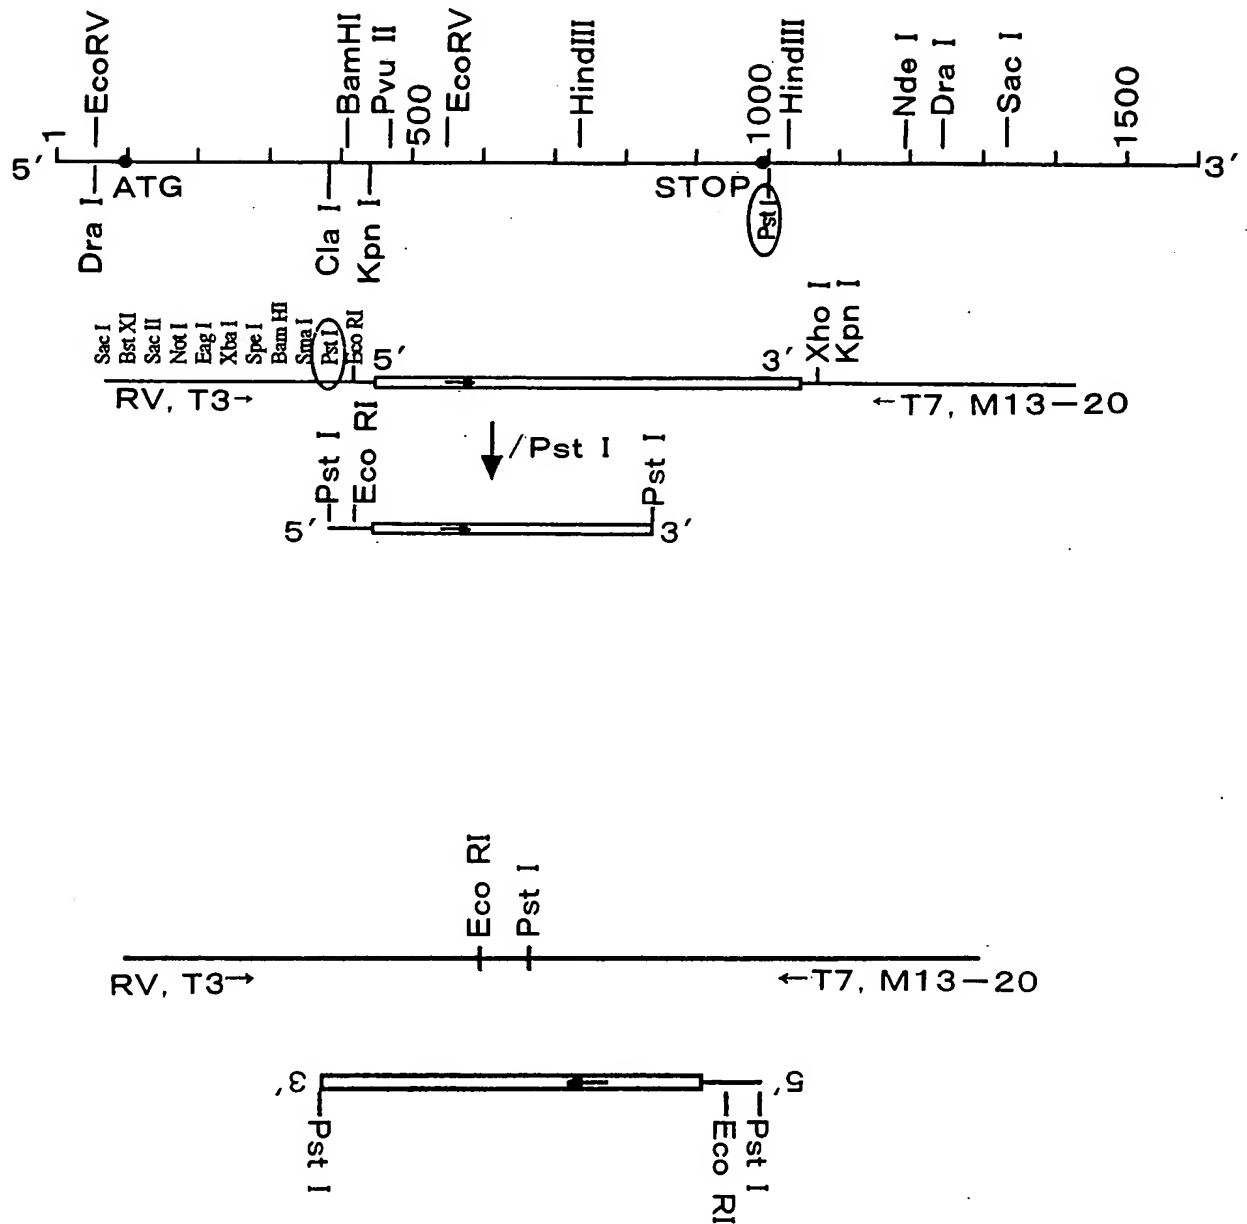 1
EcoRV
BamHI
Pvu II
500
EcoRV
HindIII
1000
HindIII
Nde I
Dra I
Sac I
1500
5′
3′
Dra I
ATG
Cla I
Kpn I
STOP
Pst I
Sac I
Bst XI
Sac II
Not I
Eag I
Xba I
Spe I
Bam HI
Sma I
Pst I
Eco RI
5′
3′
Xho I
Kpn I
RV, T3→
←T7, M13−20
Pst I
Eco RI
/Pst I
Pst I
5′
3′
Eco RI
Pst I
RV, T3→
←T7, M13−20
3′
5′
Pst I
Eco RI
Pst I